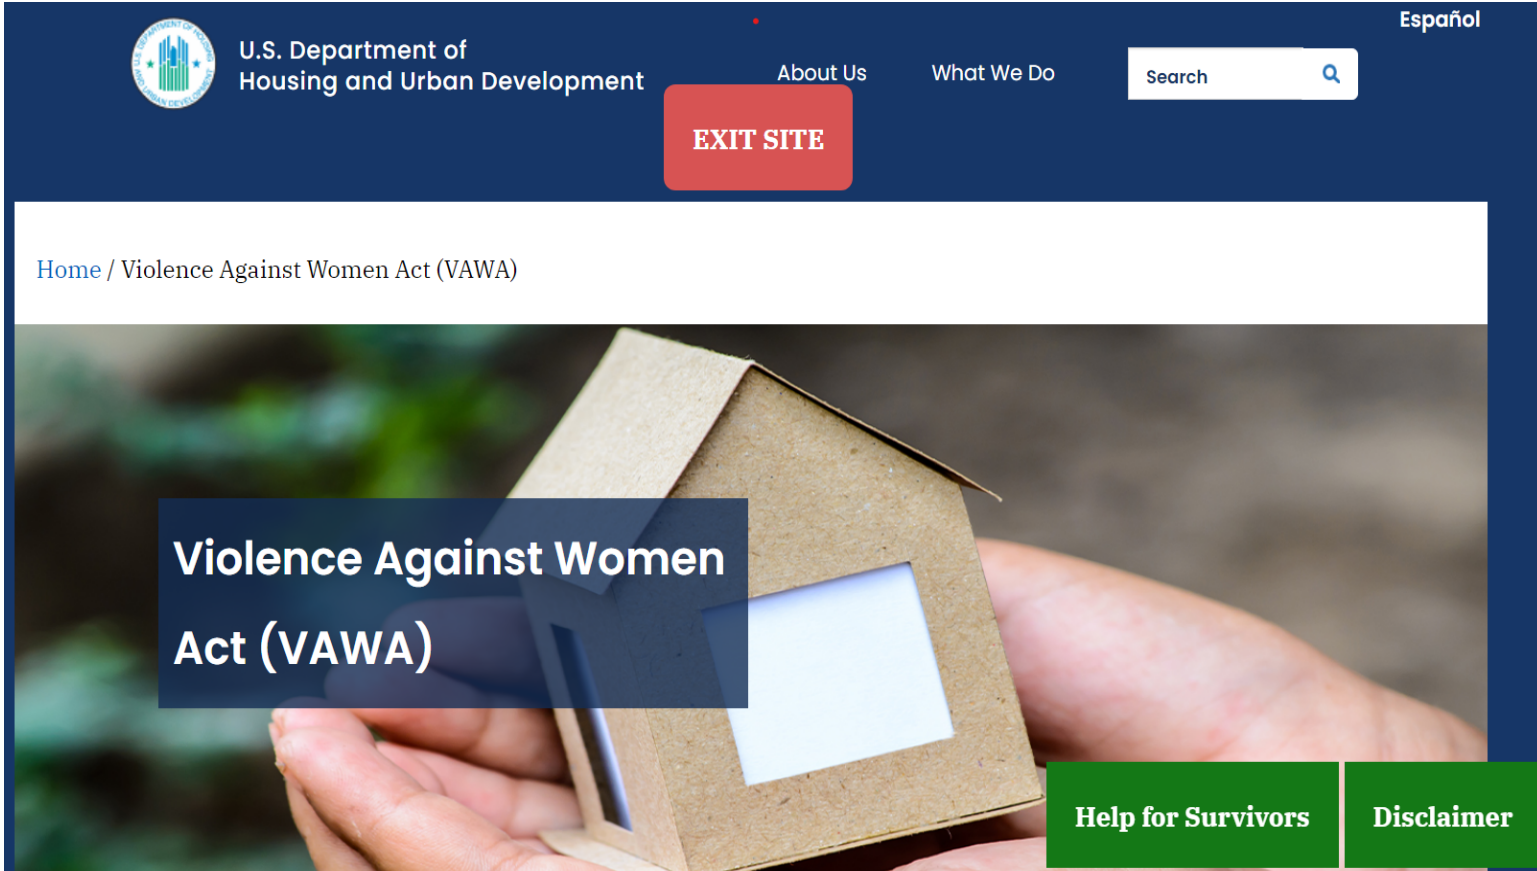 Español
U.S. Department of
Housing and Urban Development
About Us
What We Do
Search
EXIT SITE
Home / Violence Against Women Act (VAWA)
Violence Against Women
Act (VAWA)
Help for Survivors
Disclaimer